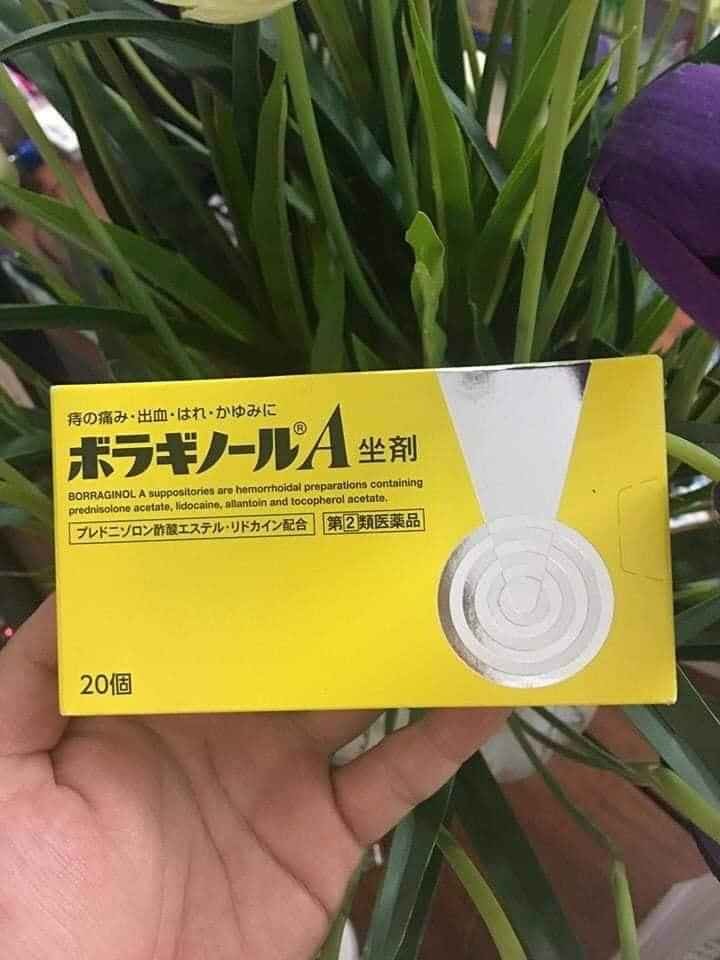 痔の痛み・出血・はれ・かゆみに
ボラギノール®A坐剤
BORRAGINOL A suppositories are hemorrhoidal preparations containing
prednisolone acetate, lidocaine, allantoin and tocopherol acetate.
プレドニゾロン酢酸エステル・リドカイン配合 第②類医薬品
20個